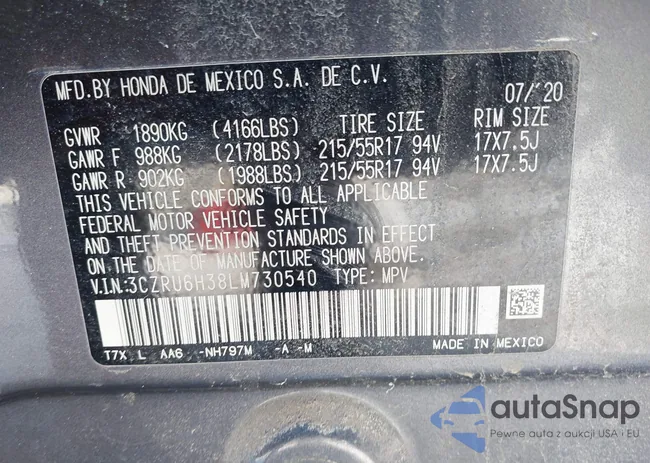 MFD.BY HONDA DE MEXICO S.A. DE C.V.
07/'20
GVWR 1890KG (4166LBS) TIRE SIZE RIM SIZE
GAWR F 988KG (2178LBS) 215/55R17 94V 17X7.5J
GAWR R 902KG (1988LBS) 215/55R17 94V 17X7.5J
THIS VEHICLE CONFORMS TO ALL APPLICABLE
FEDERAL MOTOR VEHICLE SAFETY
AND THEFT PREVENTION STANDARDS IN EFFECT
ON THE DATE OF MANUFACTURE SHOWN ABOVE.
V.IN.:3CZRU6H38LM730540 TYPE: MPV
T7X L AA6 -NH797M -A -M MADE IN MEXICO
autaSnap
Pewne auta z aukcji USA i EU